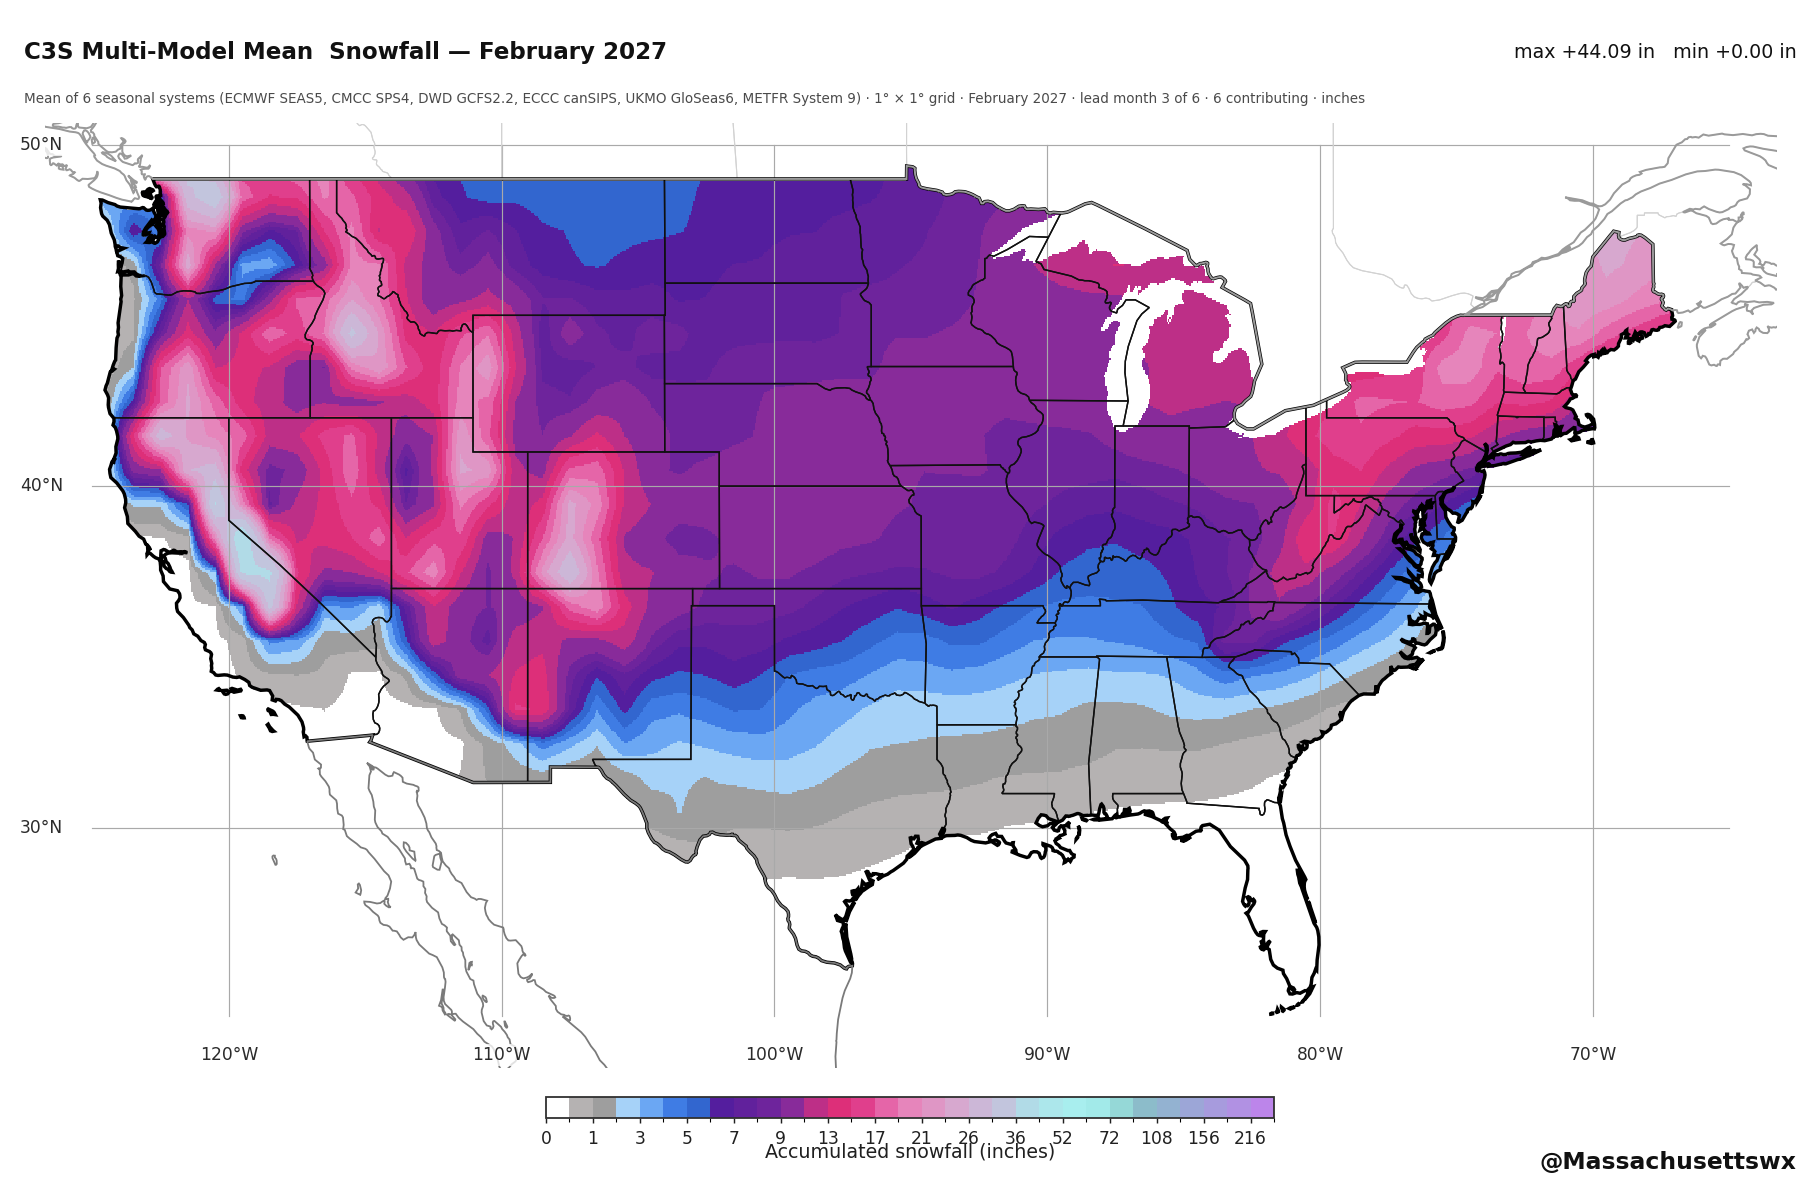 C3S Multi-Model Mean  Snowfall — February 2027
max +44.09 in   min +0.00 in
Mean of 6 seasonal systems (ECMWF SEAS5, CMCC SPS4, DWD GCFS2.2, ECCC canSIPS, UKMO GloSeas6, METFR System 9) · 1° × 1° grid · February 2027 · lead month 3 of 6 · 6 contributing · inches
50°N
40°N
30°N
120°W 110°W 100°W 90°W 80°W 70°W
0 1 3 5 7 9 13 17 21 26 36 52 72 108 156 216
Accumulated snowfall (inches)
@Massachusettswx